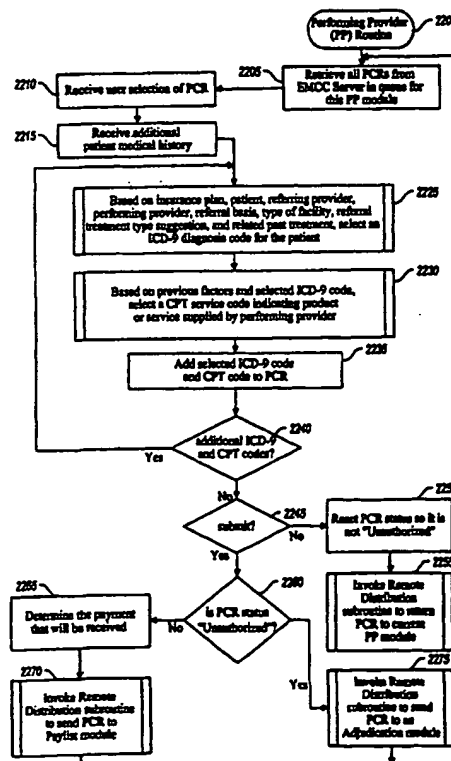 Performing Provider
(PP) Routine
220
2205
Retrieve all PCRs from
EMCC Server in queue for
this PP module
2210
Receive user selection of PCR
2215
Receive additional
patient medical history
2225
Based on insurance plan, patient, referring provider,
performing provider, referral basis, type of facility, referral
treatment type suggestion, and related past treatment, select an
ICD-9 diagnosis code for the patient
2230
Based on previous factors and selected ICD-9 code,
select a CPT service code indicating product
or service supplied by performing provider
2235
Add selected ICD-9 code
and CPT code to PCR
2240
additional ICD-9
and CPT codes?
Yes
No
2245
submit?
No
Yes
225
Reset PCR status so it is
not "Unauthorized"
2255
Invoke Remote
Distribution
subroutine to return
PCR to current
PP module
2260
is PCR status
"Unauthorized"?
No
Yes
2265
Determine the payment
that will be received
2270
Invoke Remote
Distribution subroutine
to send PCR to
Paylist module
2275
Invoke Remote
Distribution
subroutine to send
PCR to an
Adjudication module